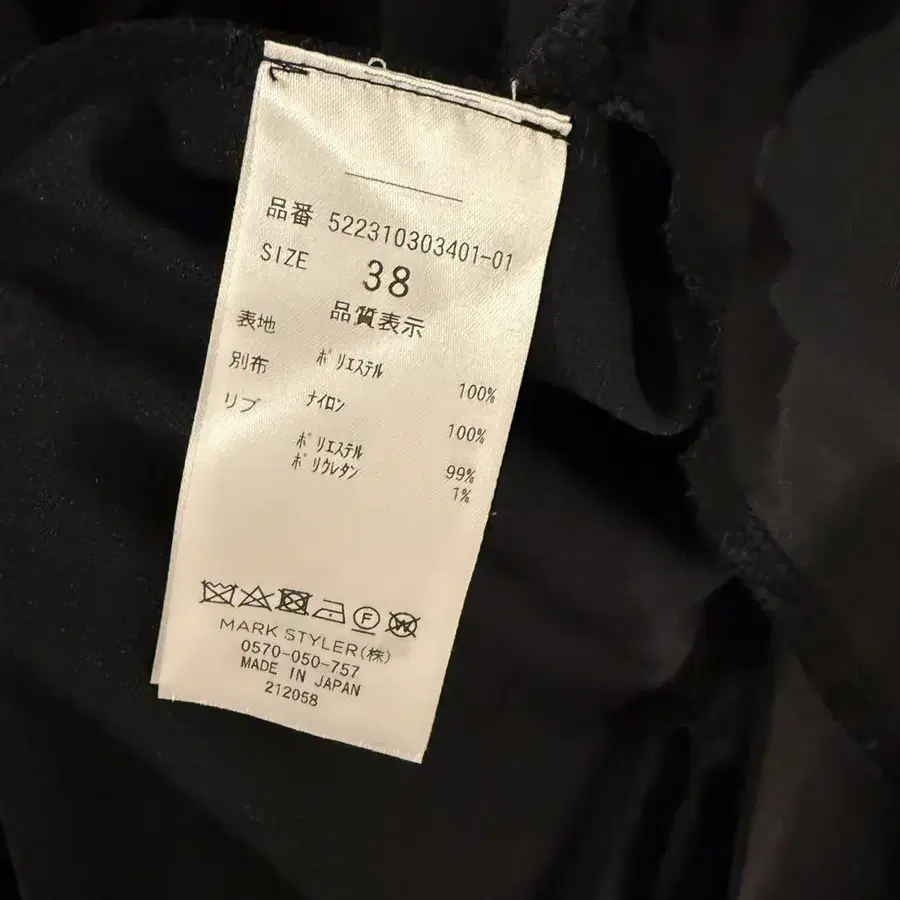 品番 522310303401-01
SIZE 38
品質表示
表地 ﾎﾟﾘｴｽﾃﾙ 100%
別布 ﾅｲﾛﾝ 100%
リブ ﾎﾟﾘｴｽﾃﾙ 99%
ﾎﾟﾘｳﾚﾀﾝ 1%
F W
MARK STYLER(株)
0570-050-757
MADE IN JAPAN
212058